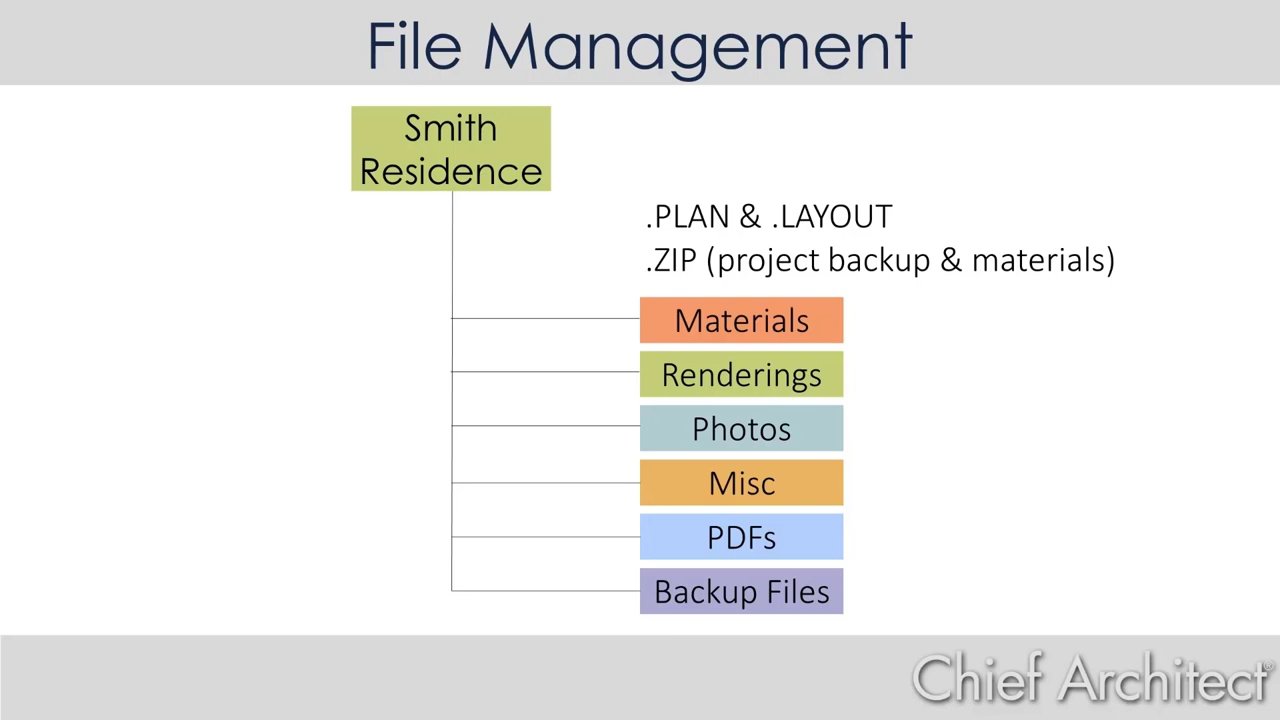 File Management
Smith
Residence
.PLAN & .LAYOUT
.ZIP (project backup & materials)
Materials
Renderings
Photos
Misc
PDFs
Backup Files
Chief Architect®